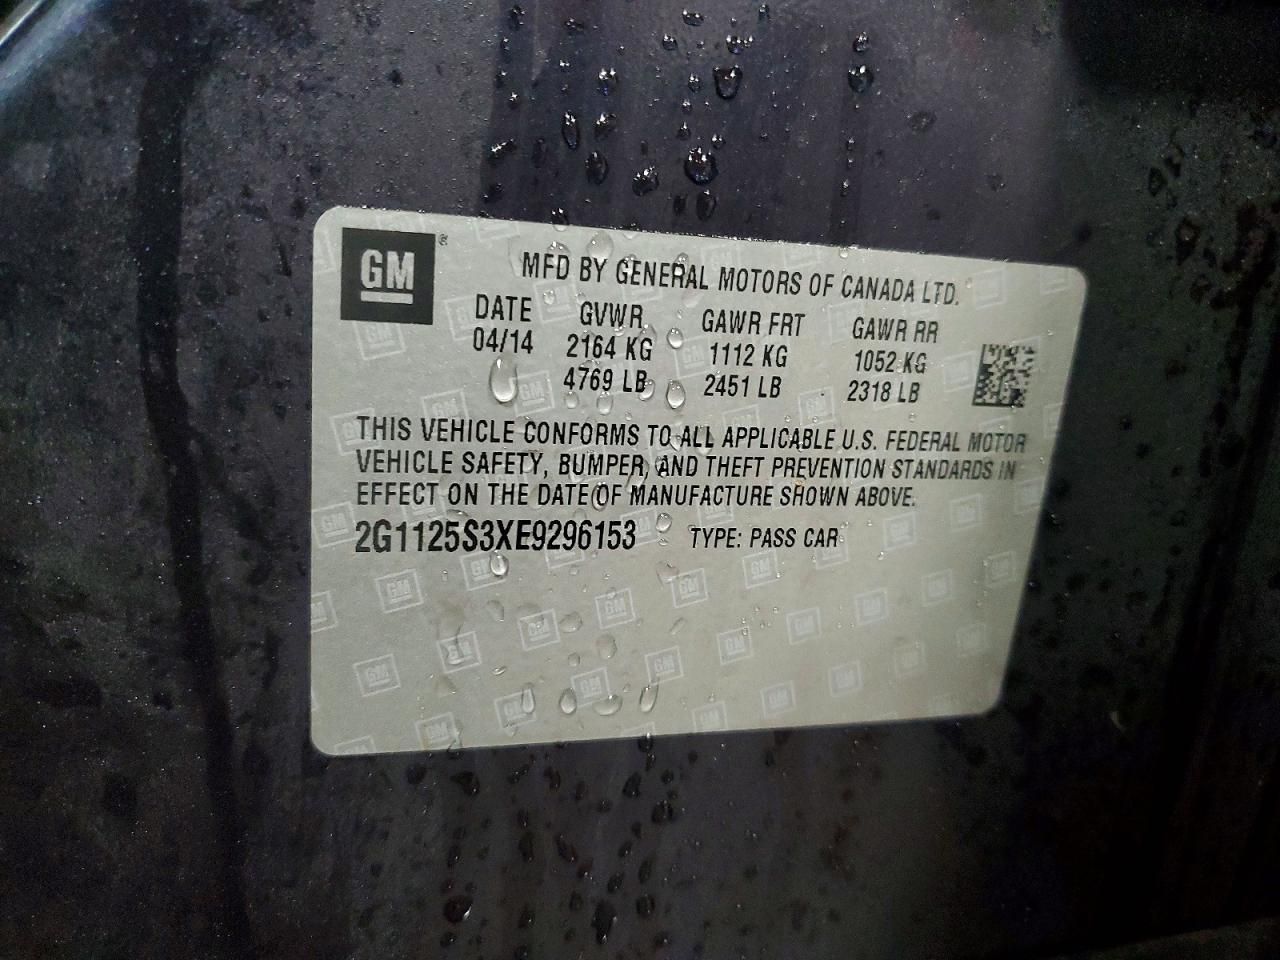 GM ®
MFD BY GENERAL MOTORS OF CANADA LTD.
DATE GVWR GAWR FRT GAWR RR
04/14 2164 KG 1112 KG 1052 KG
4769 LB 2451 LB 2318 LB
THIS VEHICLE CONFORMS TO ALL APPLICABLE U.S. FEDERAL MOTOR
VEHICLE SAFETY, BUMPER, AND THEFT PREVENTION STANDARDS IN
EFFECT ON THE DATE OF MANUFACTURE SHOWN ABOVE.
2G1125S3XE9296153 TYPE: PASS CAR